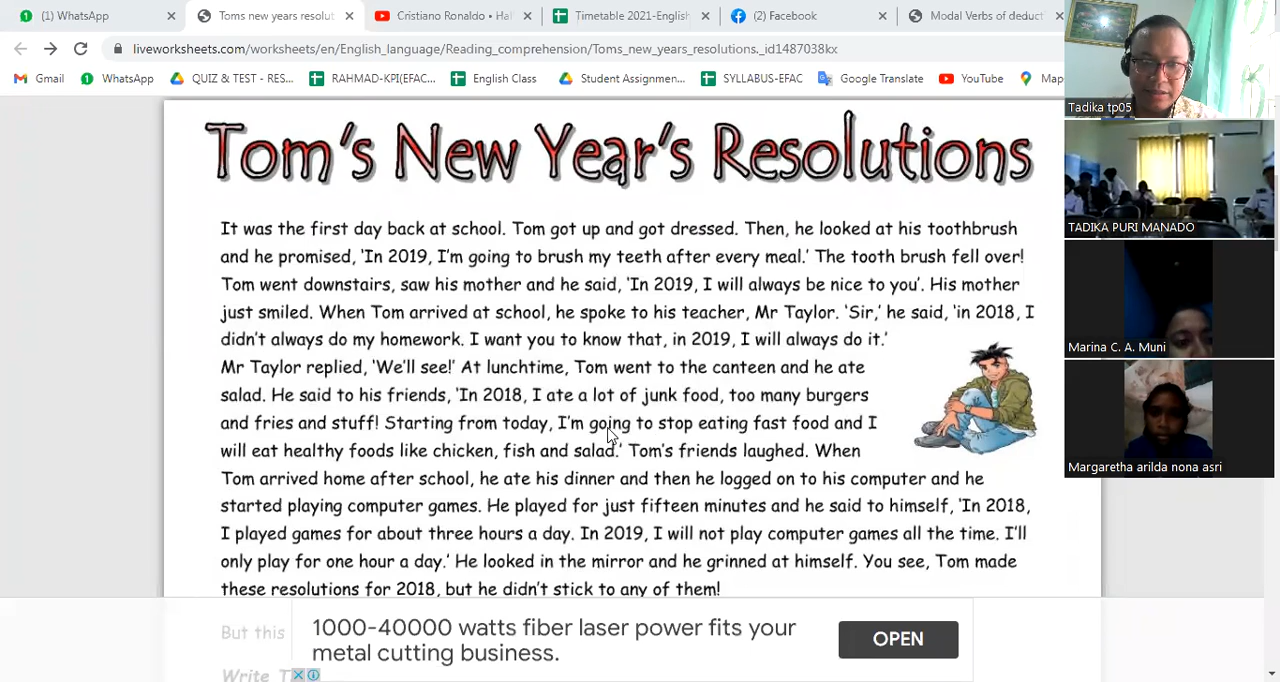 (1) WhatsApp
Toms new years resolut
Cristiano Ronaldo • Hal
Timetable 2021-English
(2) Facebook
Modal Verbs of deduct
liveworksheets.com/worksheets/en/English_language/Reading_comprehension/Toms_new_years_resolutions._id1487038kx
Gmail
WhatsApp
QUIZ & TEST - RES...
RAHMAD-KPI(EFAC...
English Class
Student Assignmen...
SYLLABUS-EFAC
Google Translate
YouTube
Map
Tadika tp05
TADIKA PURI MANADO
Marina C. A. Muni
Margaretha arilda nona asri
Tom's New Year's Resolutions
It was the first day back at school. Tom got up and got dressed. Then, he looked at his toothbrush
and he promised, 'In 2019, I'm going to brush my teeth after every meal.' The tooth brush fell over!
Tom went downstairs, saw his mother and he said, 'In 2019, I will always be nice to you'. His mother
just smiled. When Tom arrived at school, he spoke to his teacher, Mr Taylor. 'Sir,' he said, 'in 2018, I
didn't always do my homework. I want you to know that, in 2019, I will always do it.'
Mr Taylor replied, 'We'll see!' At lunchtime, Tom went to the canteen and he ate
salad. He said to his friends, 'In 2018, I ate a lot of junk food, too many burgers
and fries and stuff! Starting from today, I'm going to stop eating fast food and I
will eat healthy foods like chicken, fish and salad.' Tom's friends laughed. When
Tom arrived home after school, he ate his dinner and then he logged on to his computer and he
started playing computer games. He played for just fifteen minutes and he said to himself, 'In 2018,
I played games for about three hours a day. In 2019, I will not play computer games all the time. I'll
only play for one hour a day.' He looked in the mirror and he grinned at himself. You see, Tom made
these resolutions for 2018, but he didn't stick to any of them!
But this
Write T
1000-40000 watts fiber laser power fits your
metal cutting business.
OPEN